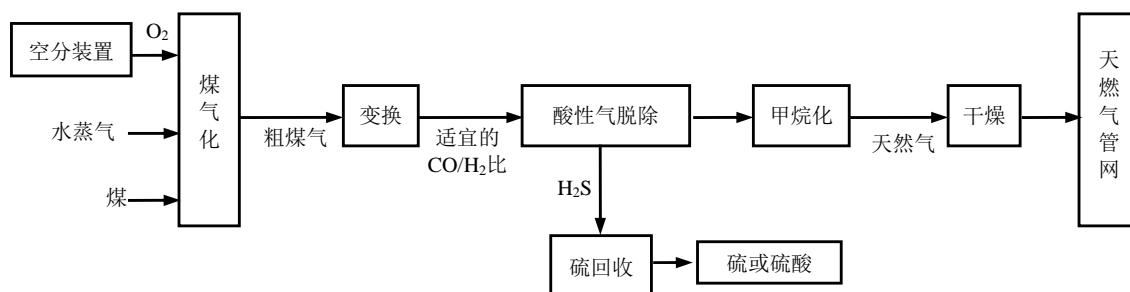 空分装置
O₂
水蒸气
煤
煤气化
粗煤气
变换
适宜的
CO/H₂比
酸性气脱除
H₂S
硫回收
硫或硫酸
甲烷化
天然气
干燥
天燃气管网